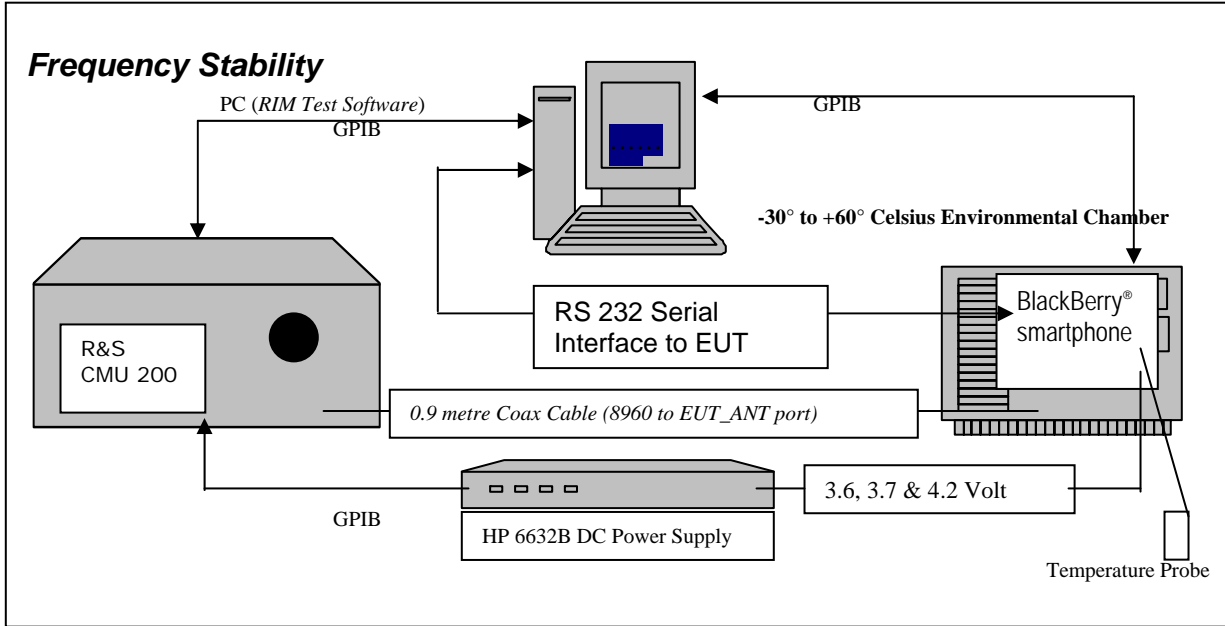 Frequency Stability
PC (RIM Test Software)
GPIB
GPIB
-30° to +60° Celsius Environmental Chamber
BlackBerry®
smartphone
RS 232 Serial
Interface to EUT
R&S
CMU 200
0.9 metre Coax Cable (8960 to EUT_ANT port)
3.6, 3.7 & 4.2 Volt
GPIB
HP 6632B DC Power Supply
Temperature Probe